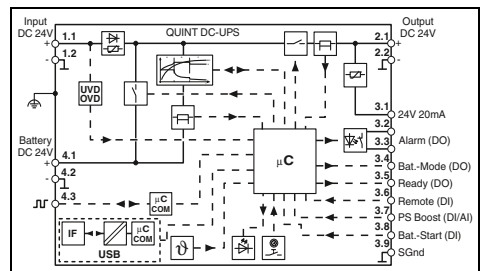 Input
DC 24V
QUINT DC-UPS
Output
DC 24V
1.1
+
1.2
-
2.1
+
2.2
-
UVD
OVD
3.1
24V 20mA
3.2
3.3
Alarm (DO)
Battery
DC 24V
4.1
+
4.2
-
4.3
μC
3.4
Bat.-Mode (DO)
3.5
Ready (DO)
3.6
Remote (DI)
3.7
PS Boost (DI/AI)
3.8
Bat.-Start (DI)
3.9
SGnd
μC
COM
IF
μC
COM
USB
ϑ